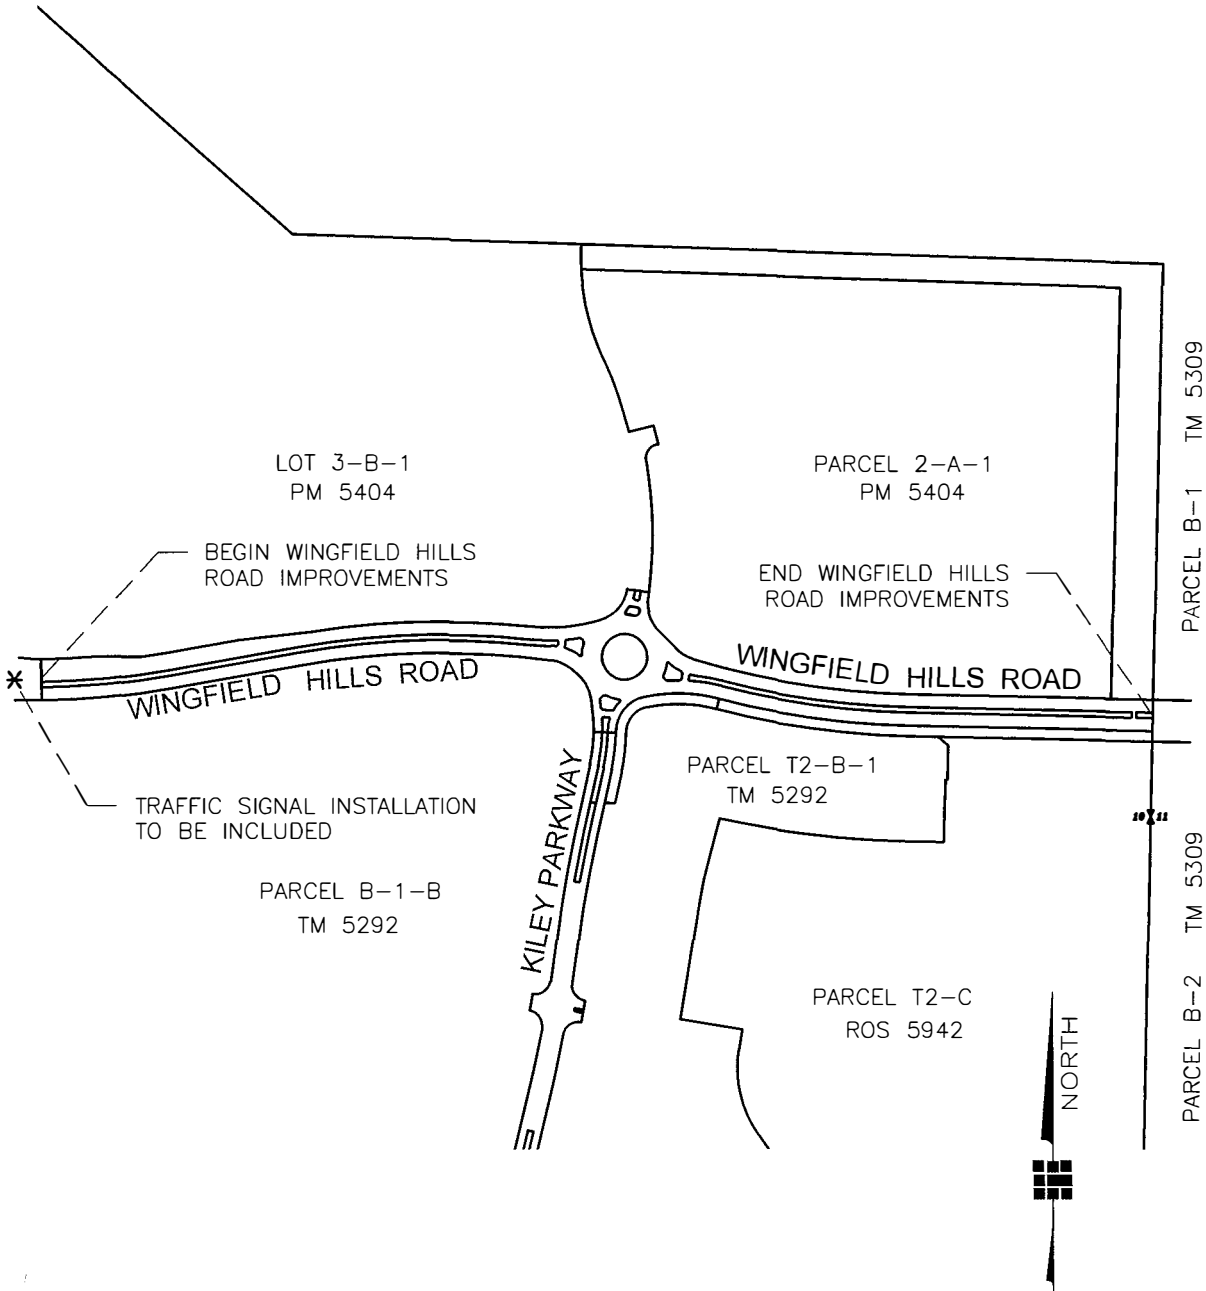 LOT 3-B-1
PM 5404
PARCEL 2-A-1
PM 5404
PARCEL B-1 TM 5309
BEGIN WINGFIELD HILLS
ROAD IMPROVEMENTS
END WINGFIELD HILLS
ROAD IMPROVEMENTS
WINGFIELD HILLS ROAD
WINGFIELD HILLS ROAD
TRAFFIC SIGNAL INSTALLATION
TO BE INCLUDED
KILEY PARKWAY
PARCEL T2-B-1
TM 5292
10 11
PARCEL B-1-B
TM 5292
PARCEL T2-C
ROS 5942
PARCEL B-2 TM 5309
NORTH